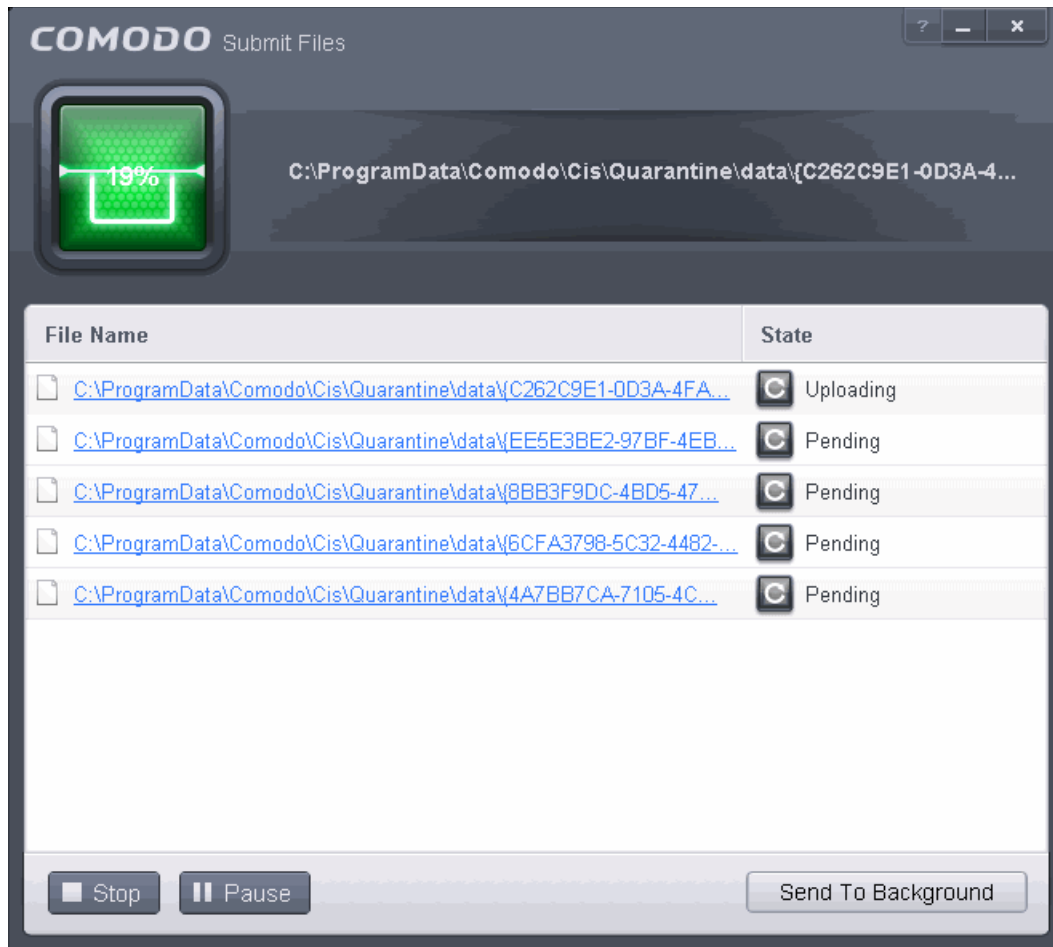 COMODO Submit Files
?
19%
C:\ProgramData\Comodo\Cis\Quarantine\data\{C262C9E1-0D3A-4...
File Name State
C:\ProgramData\Comodo\Cis\Quarantine\data\{C262C9E1-0D3A-4FA... Uploading
C:\ProgramData\Comodo\Cis\Quarantine\data\{EE5E3BE2-97BF-4EB... Pending
C:\ProgramData\Comodo\Cis\Quarantine\data\{8BB3F9DC-4BD5-47... Pending
C:\ProgramData\Comodo\Cis\Quarantine\data\{6CFA3798-5C32-4482-... Pending
C:\ProgramData\Comodo\Cis\Quarantine\data\{4A7BB7CA-7105-4C... Pending
Stop Pause Send To Background